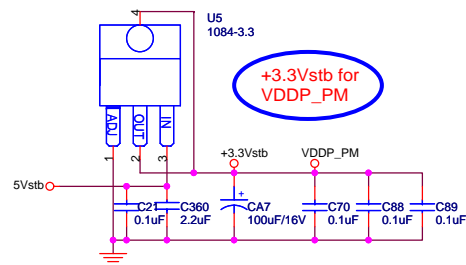 4
U5
1084-3.3
+3.3Vstb for
VDDP_PM
ADJ
OUT
IN
1
2
3
+3.3Vstb
VDDP_PM
5Vstb
C21
0.1uF
C360
2.2uF
+
CA7
100uF/16V
C70
0.1uF
C88
0.1uF
C89
0.1uF